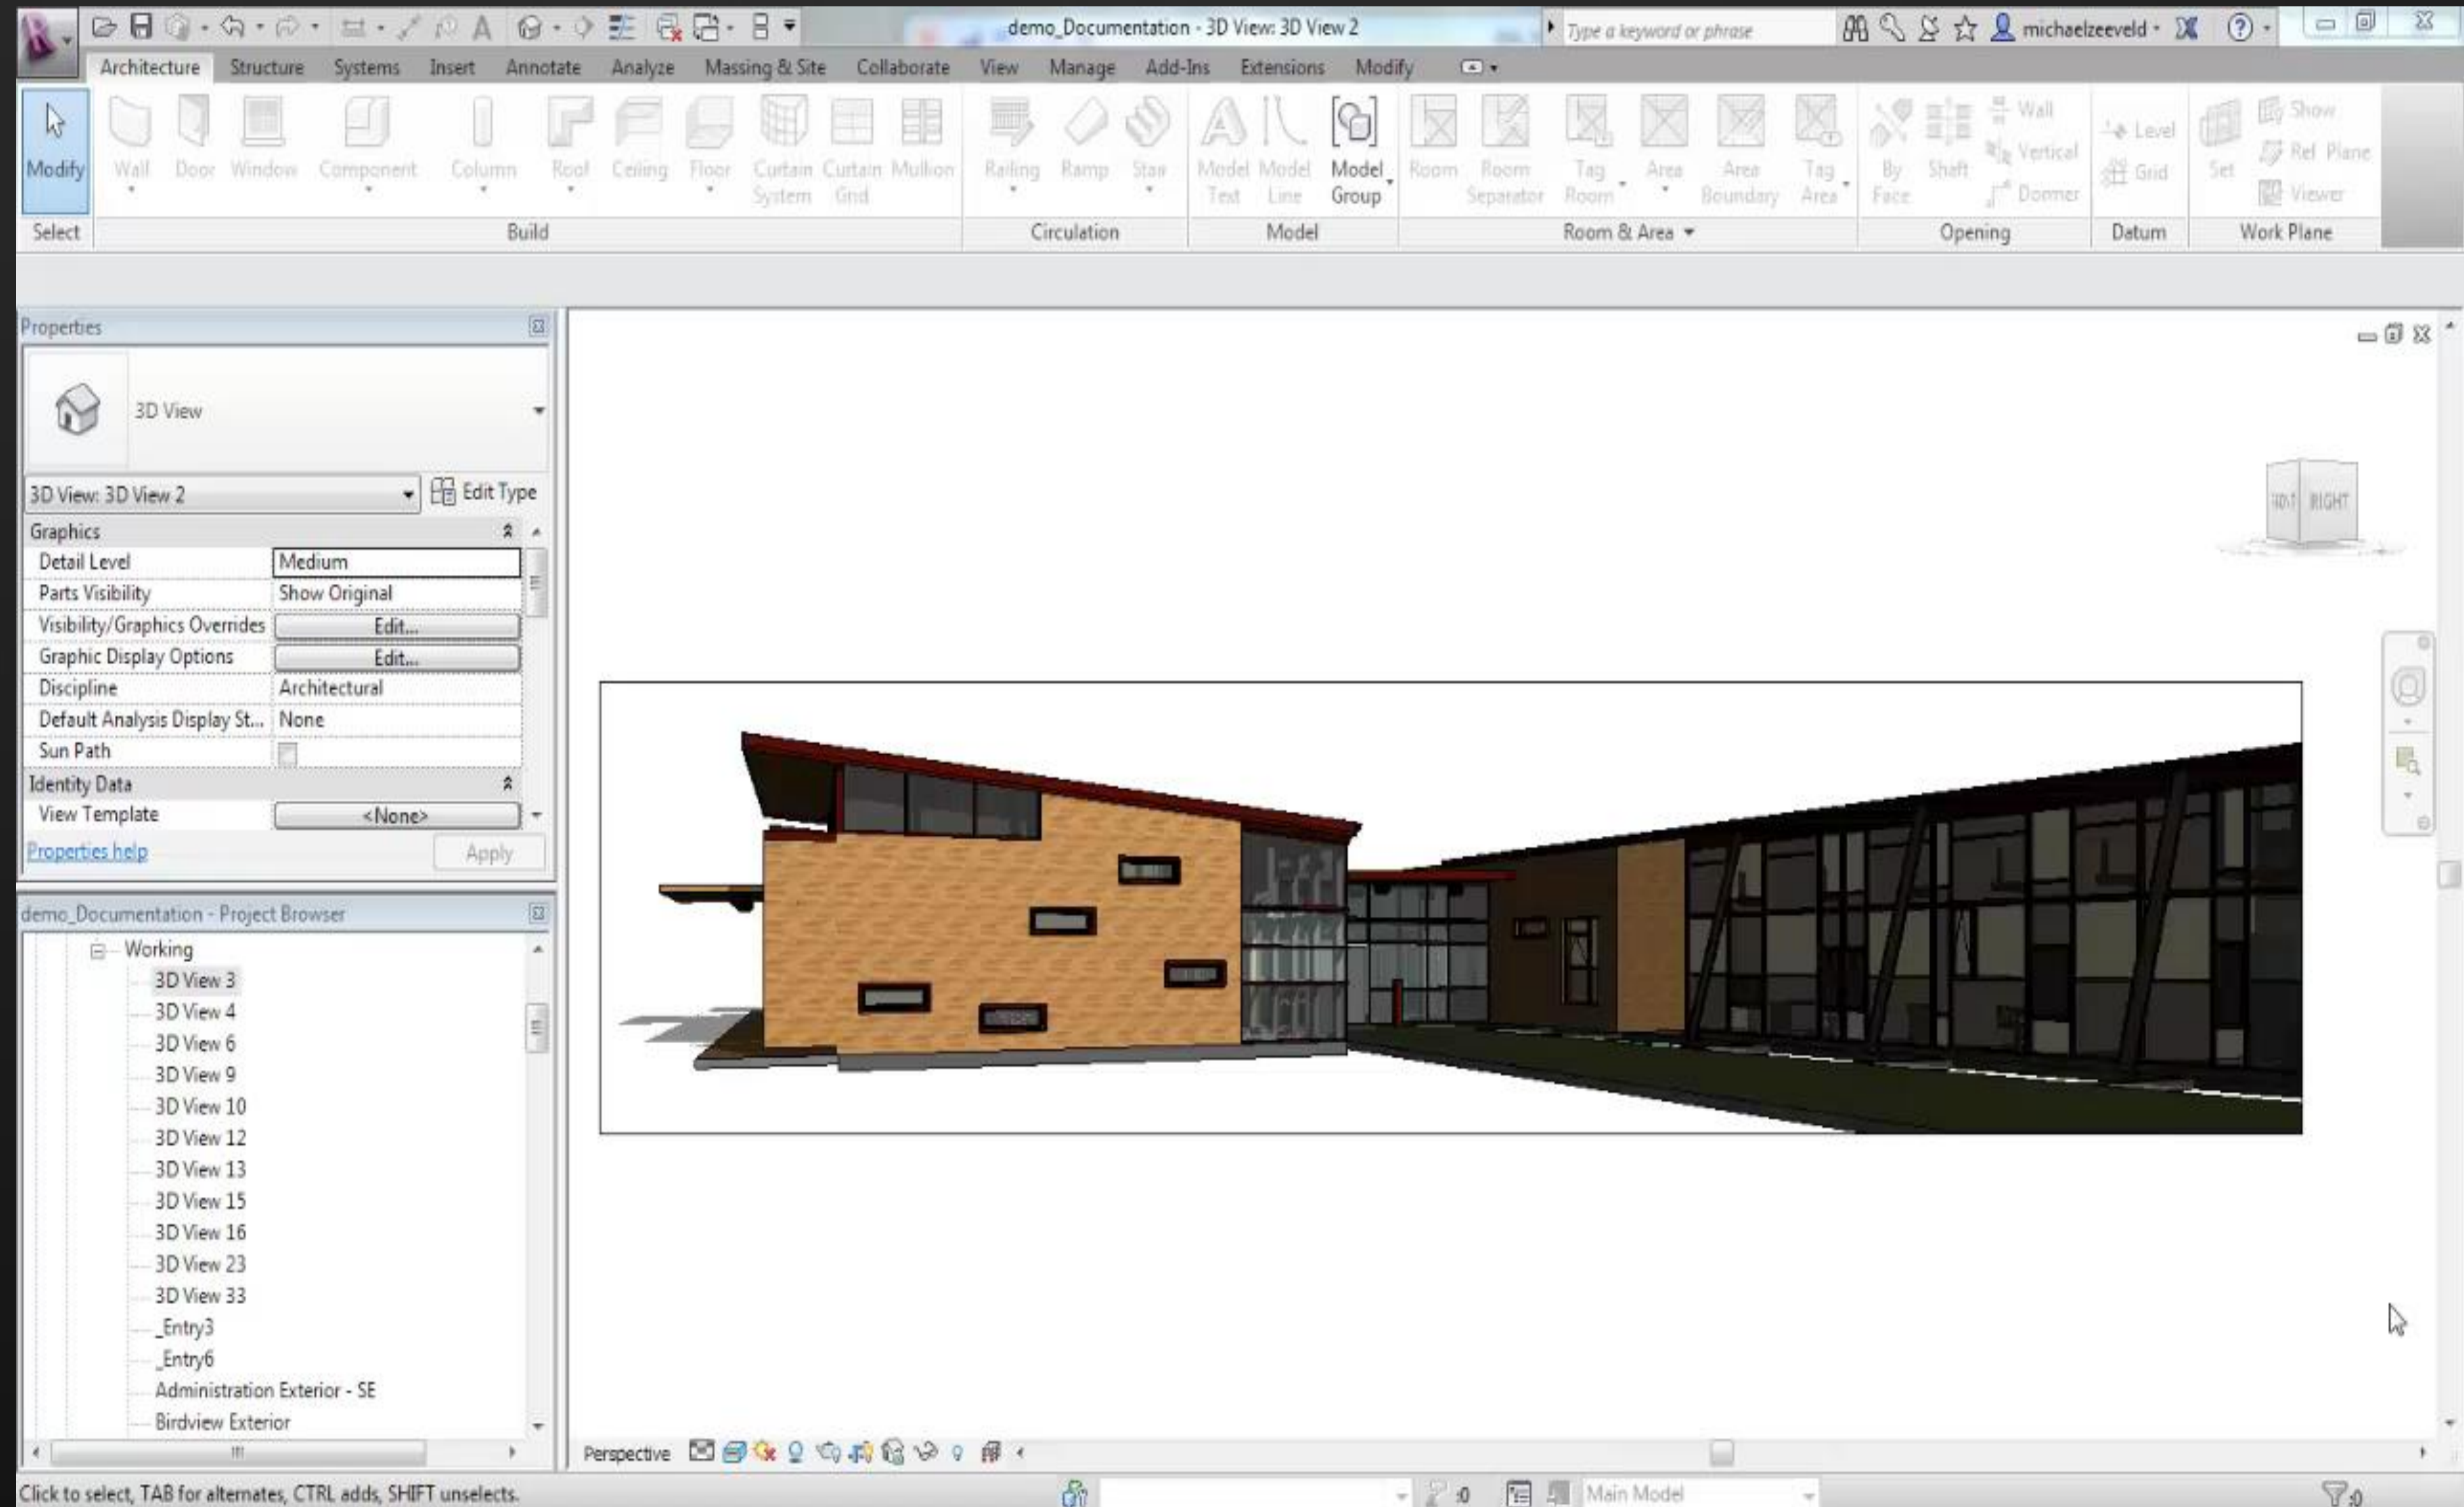 demo_Documentation - 3D View: 3D View 2
Type a keyword or phrase
michaelzeeveld
Architecture Structure Systems Insert Annotate Analyze Massing & Site Collaborate View Manage Add-Ins Extensions Modify
Modify Wall Door Window Component Column Roof Ceiling Floor Curtain System Curtain Grid Mullion Railing Ramp Stair Model Text Model Line Model Group Room Room Separator Tag Room Area Area Boundary Tag Area By Face Shaft Wall Vertical Dormer Level Grid Set Show Ref Plane Viewer
Select Build Circulation Model Room & Area Opening Datum Work Plane
Properties
3D View
3D View: 3D View 2 Edit Type
Graphics
Detail Level Medium
Parts Visibility Show Original
Visibility/Graphics Overrides Edit...
Graphic Display Options Edit...
Discipline Architectural
Default Analysis Display St... None
Sun Path
Identity Data
View Template <None>
Properties help Apply
RIGHT
demo_Documentation - Project Browser
Working
3D View 3
3D View 4
3D View 6
3D View 9
3D View 10
3D View 12
3D View 13
3D View 15
3D View 16
3D View 23
3D View 33
_Entry3
_Entry6
Administration Exterior - SE
Birdview Exterior
Perspective
Click to select, TAB for alternates, CTRL adds, SHIFT unselects.
:0
Main Model
:0